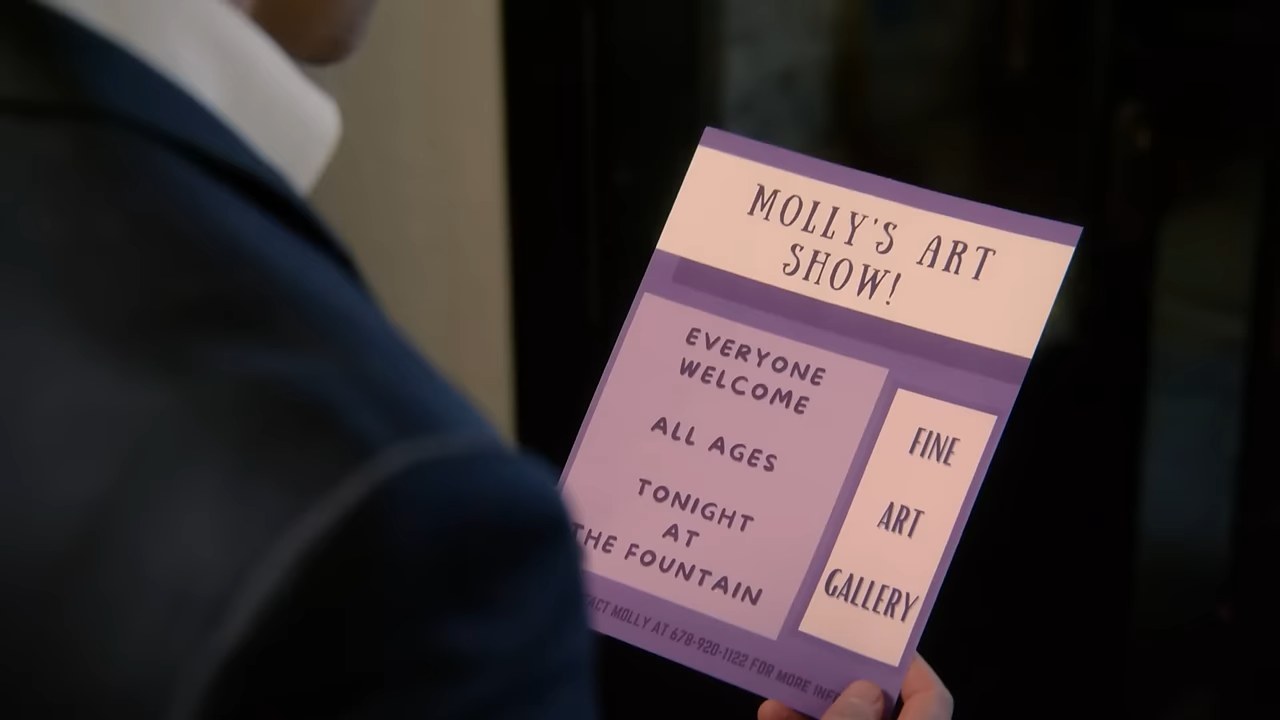 MOLLY'S ART
SHOW!
EVERYONE
WELCOME
ALL AGES
TONIGHT
AT
THE FOUNTAIN
FINE
ART
GALLERY
MOLLY AT 678-920-1122 FOR MORE